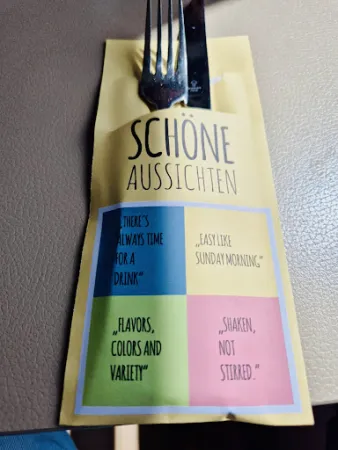 SCHÖNE
AUSSICHTEN
„THERE'S
ALWAYS TIME
FOR A
DRINK"
„EASY LIKE
SUNDAY MORNING"
„FLAVORS,
COLORS AND
VARIETY"
„SHAKEN,
NOT
STIRRED."